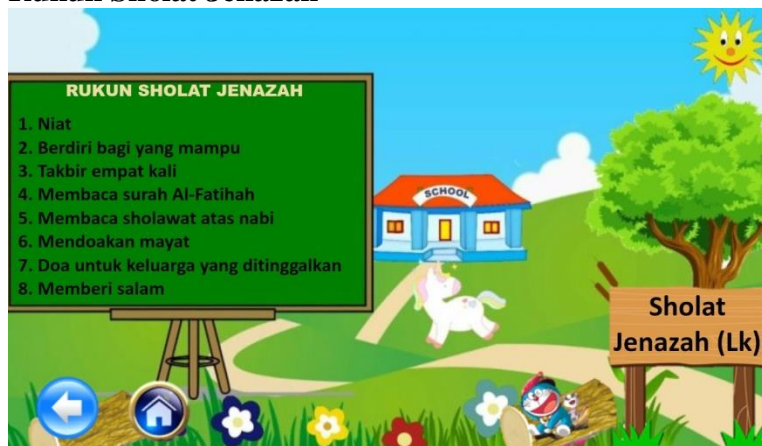 RUKUN SHOLAT JENAZAH
1. Niat
2. Berdiri bagi yang mampu
3. Takbir empat kali
4. Membaca surah Al-Fatihah
5. Membaca sholawat atas nabi
6. Mendoakan mayat
7. Doa untuk keluarga yang ditinggalkan
8. Memberi salam
SCHOOL
Sholat
Jenazah (Lk)